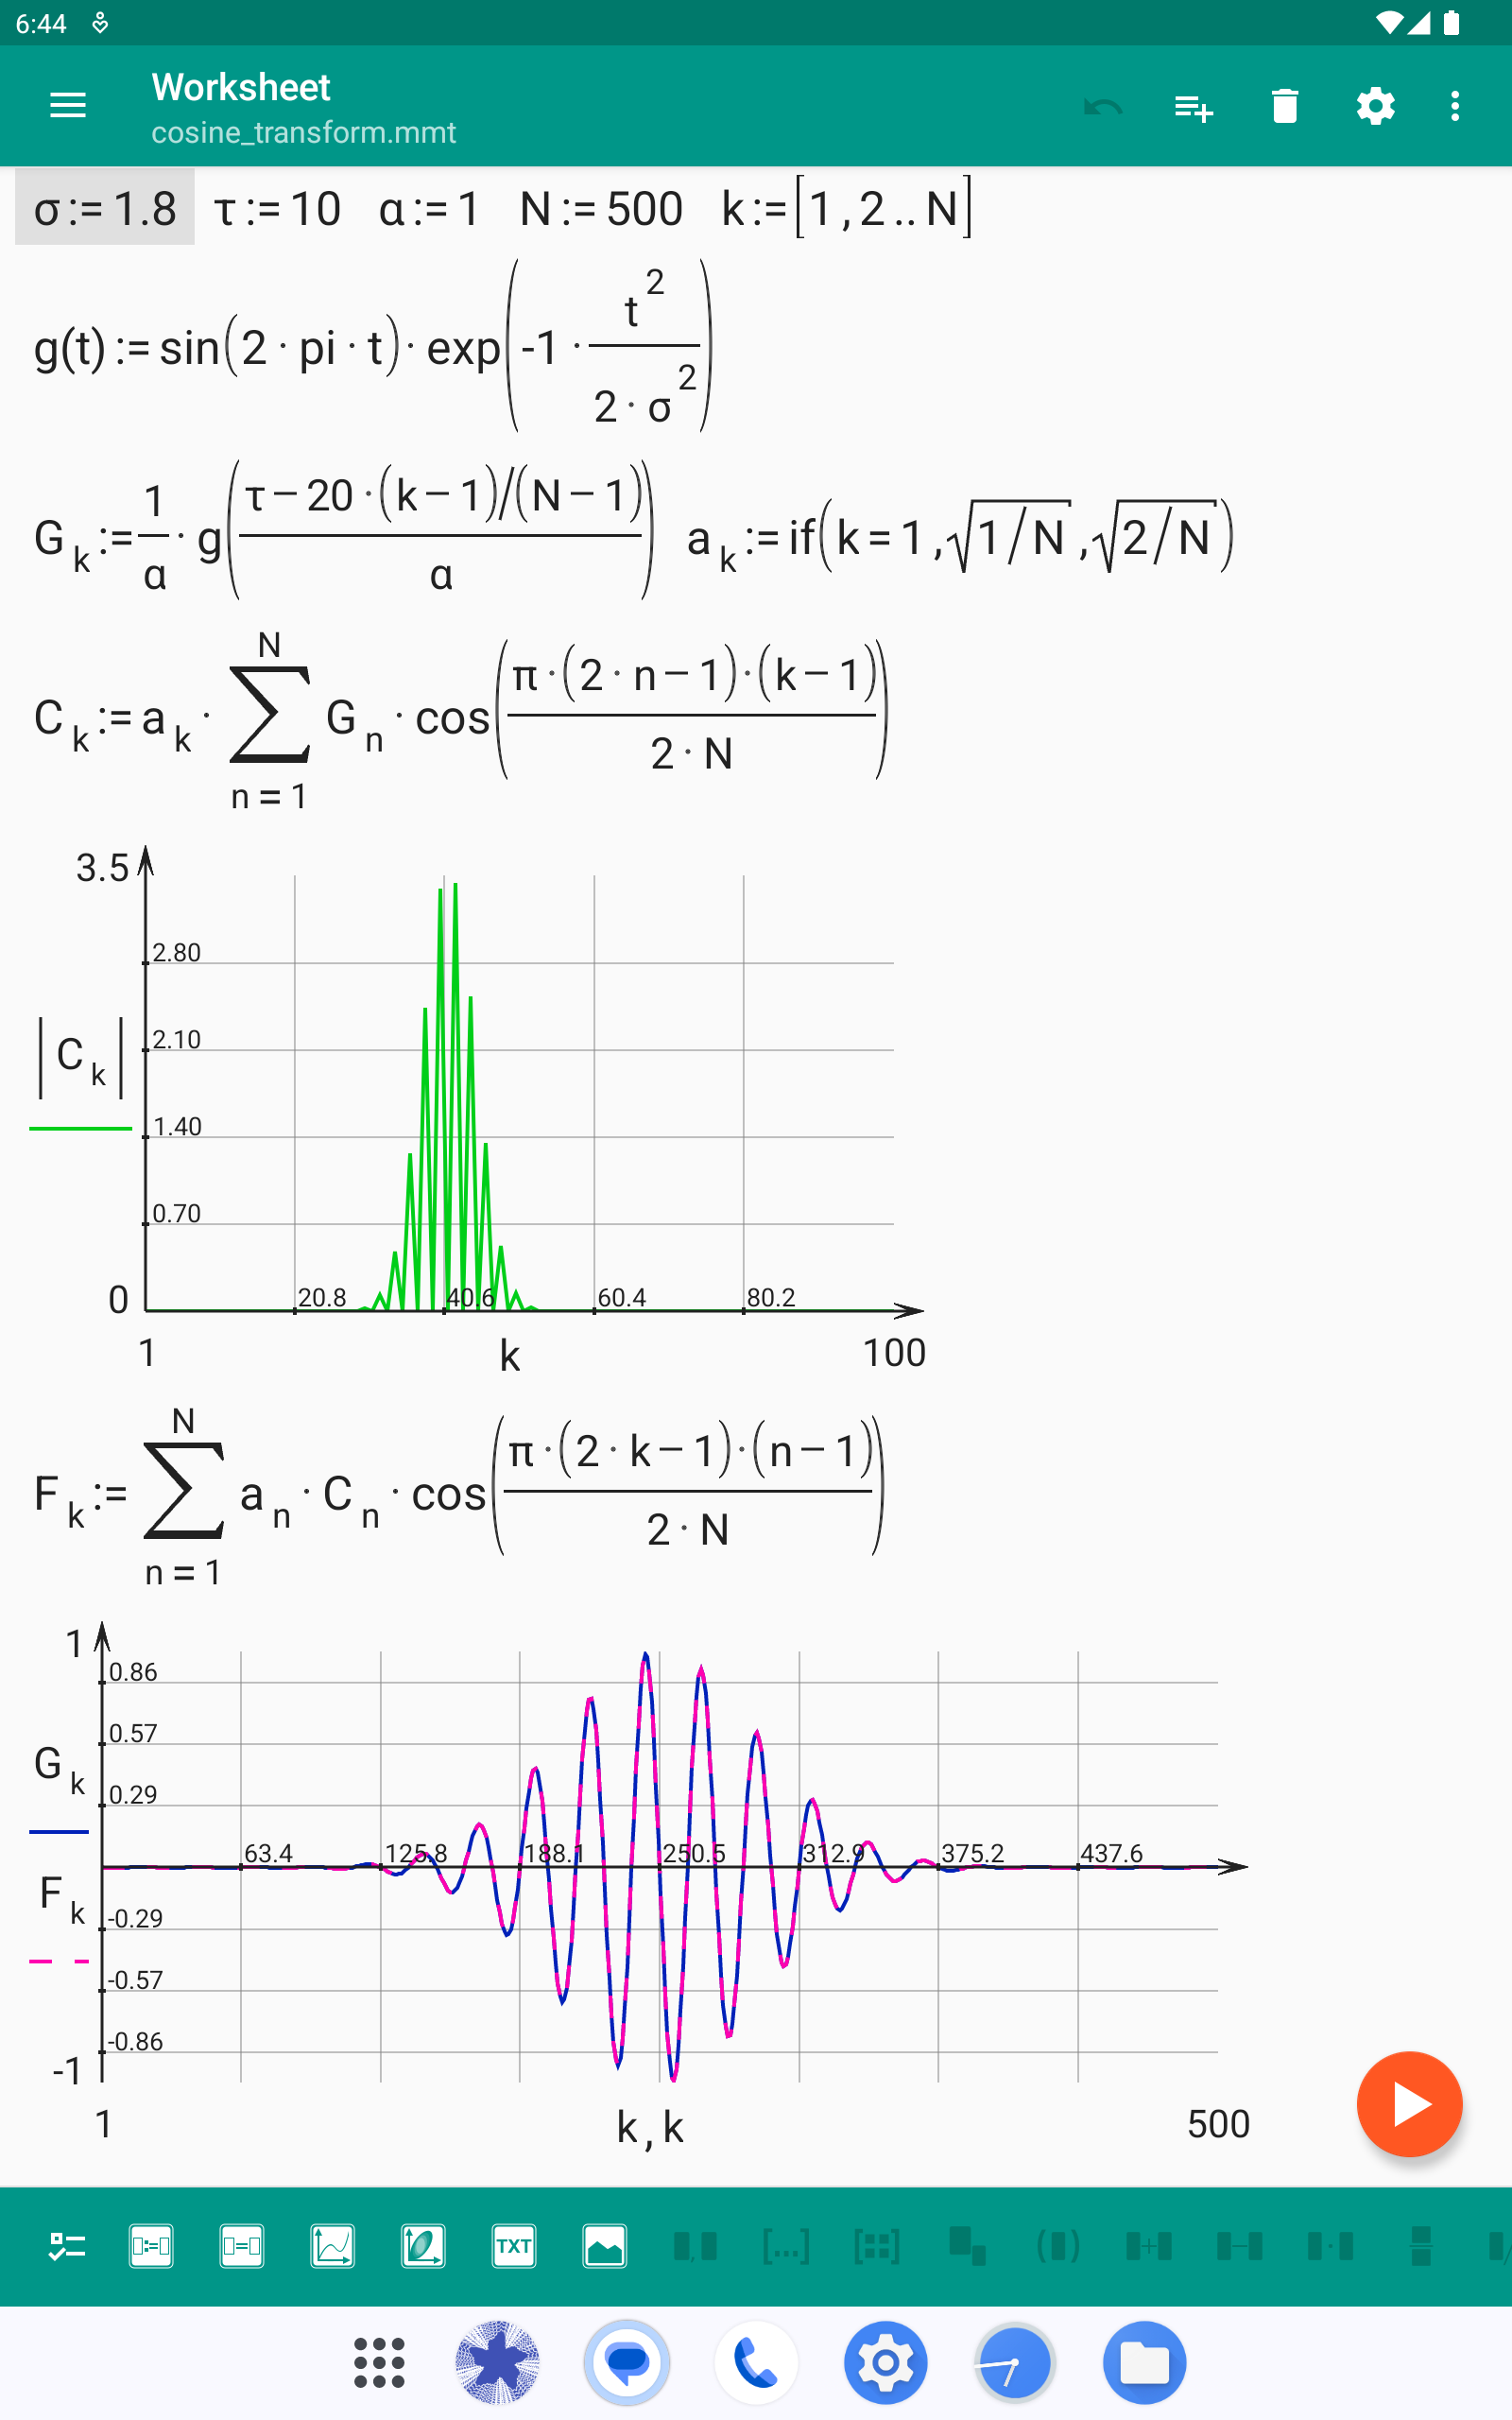 6:44
Worksheet
cosine_transform.mmt
σ := 1.8 τ := 10 α := 1 N := 500 k := [1 , 2 .. N]
g(t) := sin(2 · pi · t) · exp(-1 · t^2 / (2 · σ^2))
G_k := 1/α · g((τ − 20 · (k − 1)/(N − 1)) / α) a_k := if(k = 1 , √(1/N) , √(2/N))
C_k := a_k · ∑_{n = 1}^{N} G_n · cos((π · (2 · n − 1) · (k − 1)) / (2 · N))
3.5
2.80
2.10
|C_k|
1.40
0.70
0
20.8 40.6 60.4 80.2
1 k 100
F_k := ∑_{n = 1}^{N} a_n · C_n · cos((π · (2 · k − 1) · (n − 1)) / (2 · N))
1
0.86
0.57
G_k
0.29
63.4 125.8 188.1 250.5 312.9 375.2 437.6
F_k
-0.29
-0.57
-0.86
-1
1 k , k 500
TXT